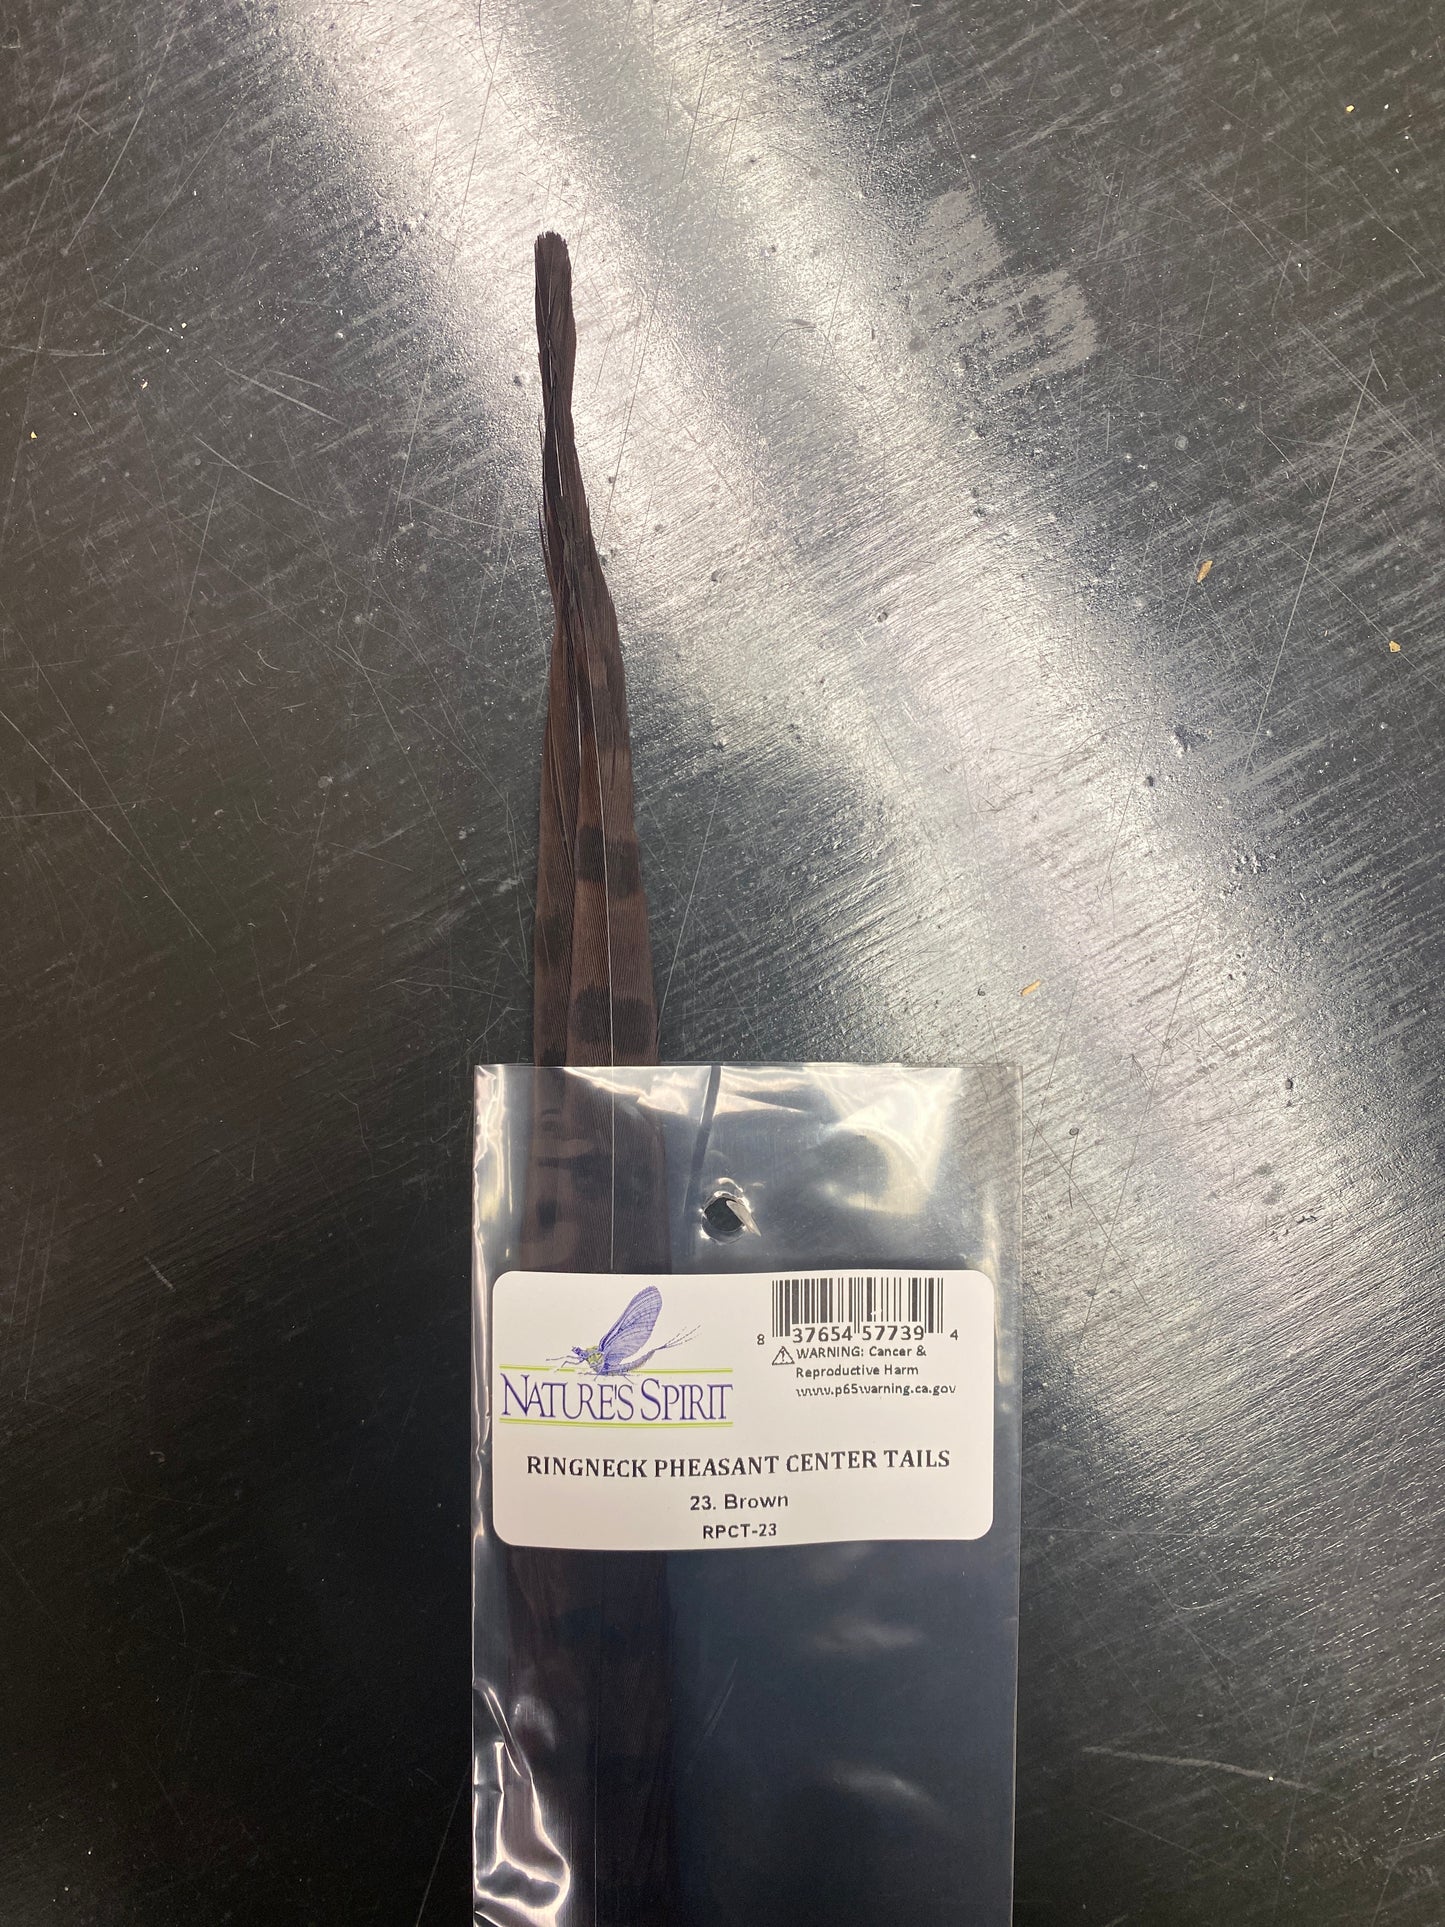 NATURE'S SPIRIT
8 37654 57739 4
WARNING: Cancer &
Reproductive Harm
www.p65warning.ca.gov
RINGNECK PHEASANT CENTER TAILS
23. Brown
RPCT-23